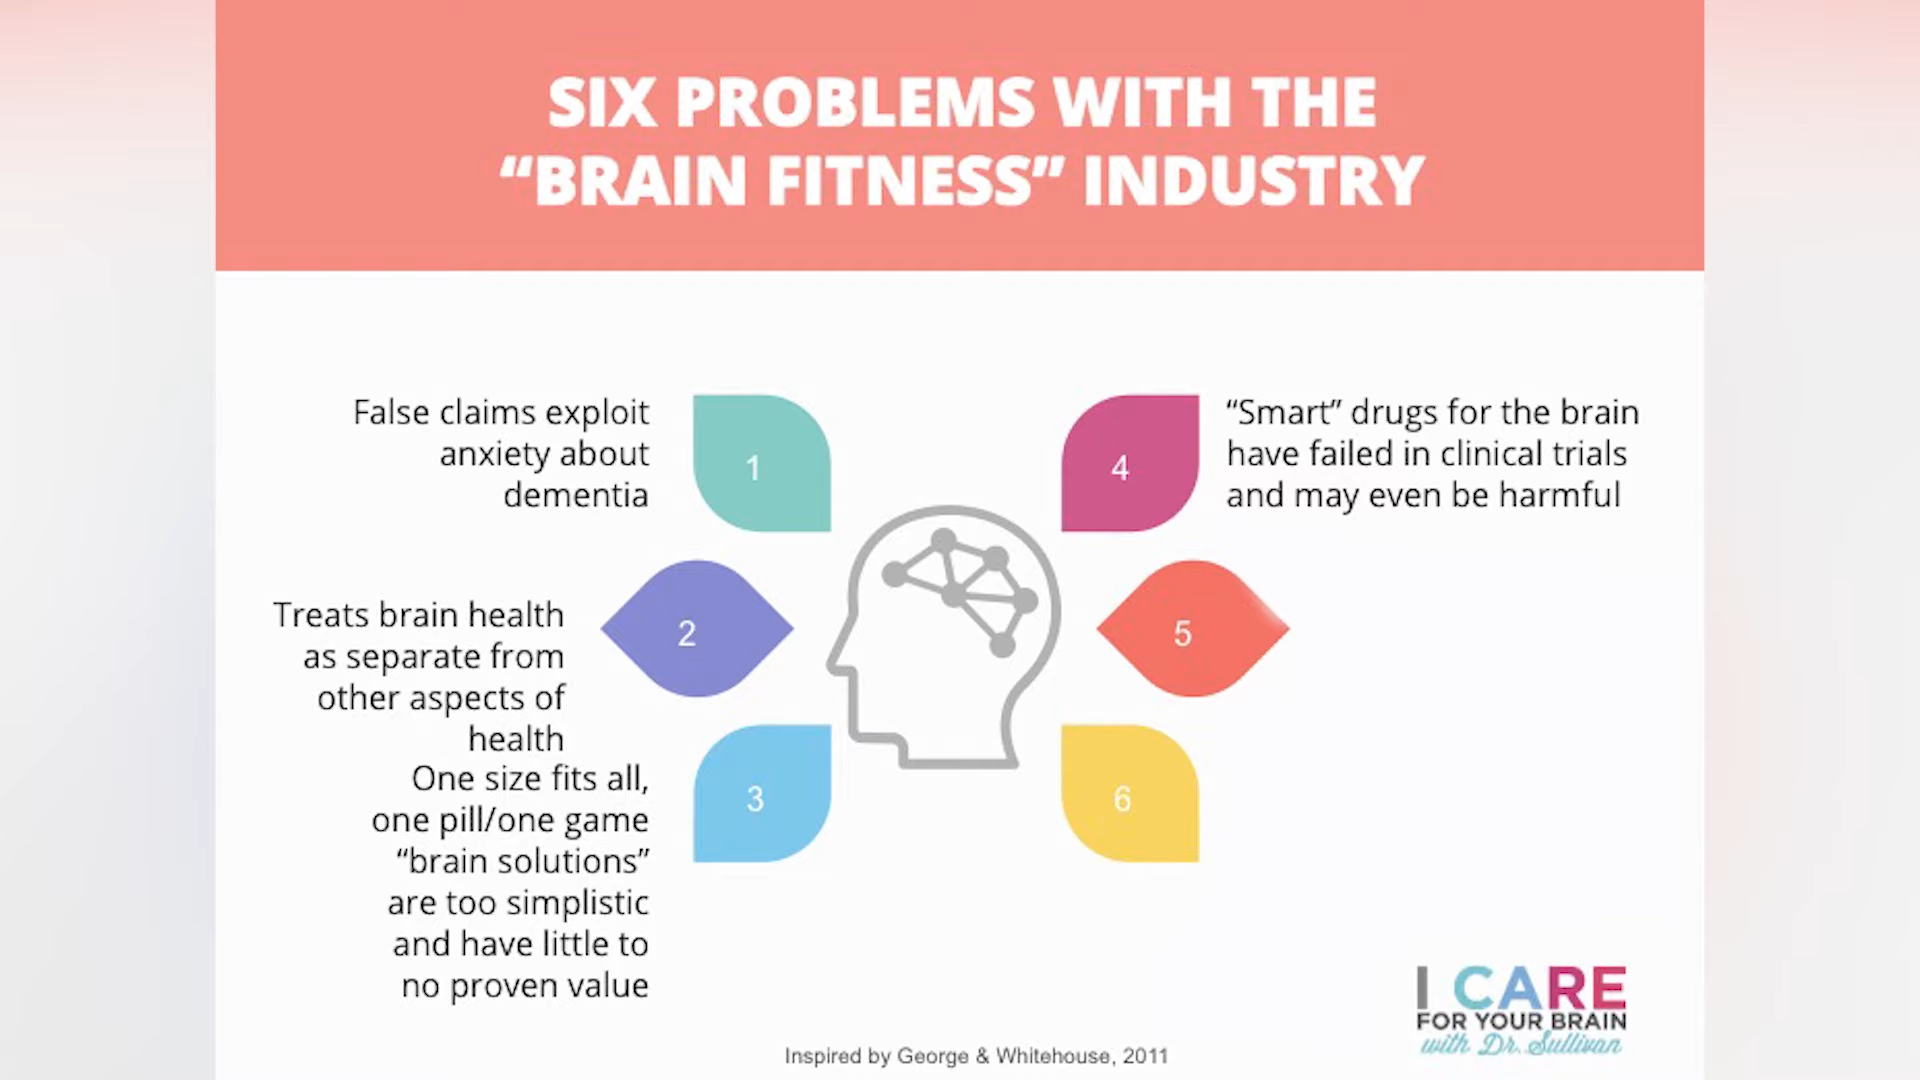 SIX PROBLEMS WITH THE
“BRAIN FITNESS” INDUSTRY
False claims exploit
anxiety about
dementia
1
Treats brain health
as separate from
other aspects of
health
2
One size fits all,
one pill/one game
“brain solutions”
are too simplistic
and have little to
no proven value
3
4
“Smart” drugs for the brain
have failed in clinical trials
and may even be harmful
5
6
Inspired by George & Whitehouse, 2011
I CARE
FOR YOUR BRAIN
with Dr. Sullivan